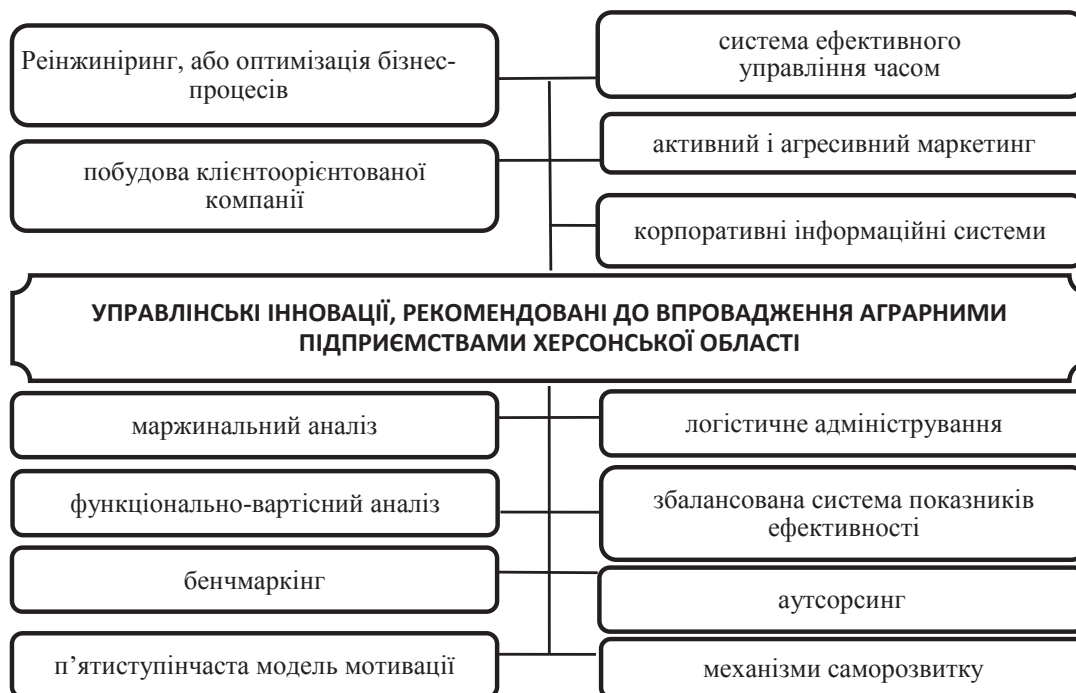 Реінжиніринг, або оптимізація бізнес-
процесів
система ефективного
управління часом
побудова клієнтоорієнтованої
компанії
активний і агресивний маркетинг
корпоративні інформаційні системи
УПРАВЛІНСЬКІ ІННОВАЦІЇ, РЕКОМЕНДОВАНІ ДО ВПРОВАДЖЕННЯ АГРАРНИМИ
ПІДПРИЄМСТВАМИ ХЕРСОНСЬКОЇ ОБЛАСТІ
маржинальний аналіз
логістичне адміністрування
функціонально-вартісний аналіз
збалансована система показників
ефективності
бенчмаркінг
аутсорсинг
п’ятиступінчаста модель мотивації
механізми саморозвитку